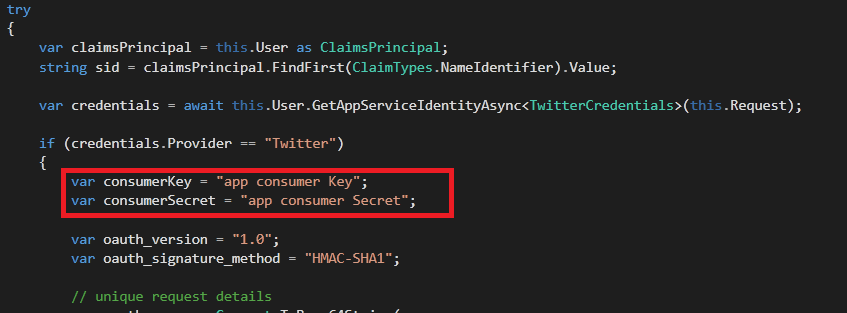 try
{
var claimsPrincipal = this.User as ClaimsPrincipal;
string sid = claimsPrincipal.FindFirst(ClaimTypes.NameIdentifier).Value;
var credentials = await this.User.GetAppServiceIdentityAsync<TwitterCredentials>(this.Request);
if (credentials.Provider == "Twitter")
{
var consumerKey = "app consumer Key";
var consumerSecret = "app consumer Secret";
var oauth_version = "1.0";
var oauth_signature_method = "HMAC-SHA1";
// unique request details